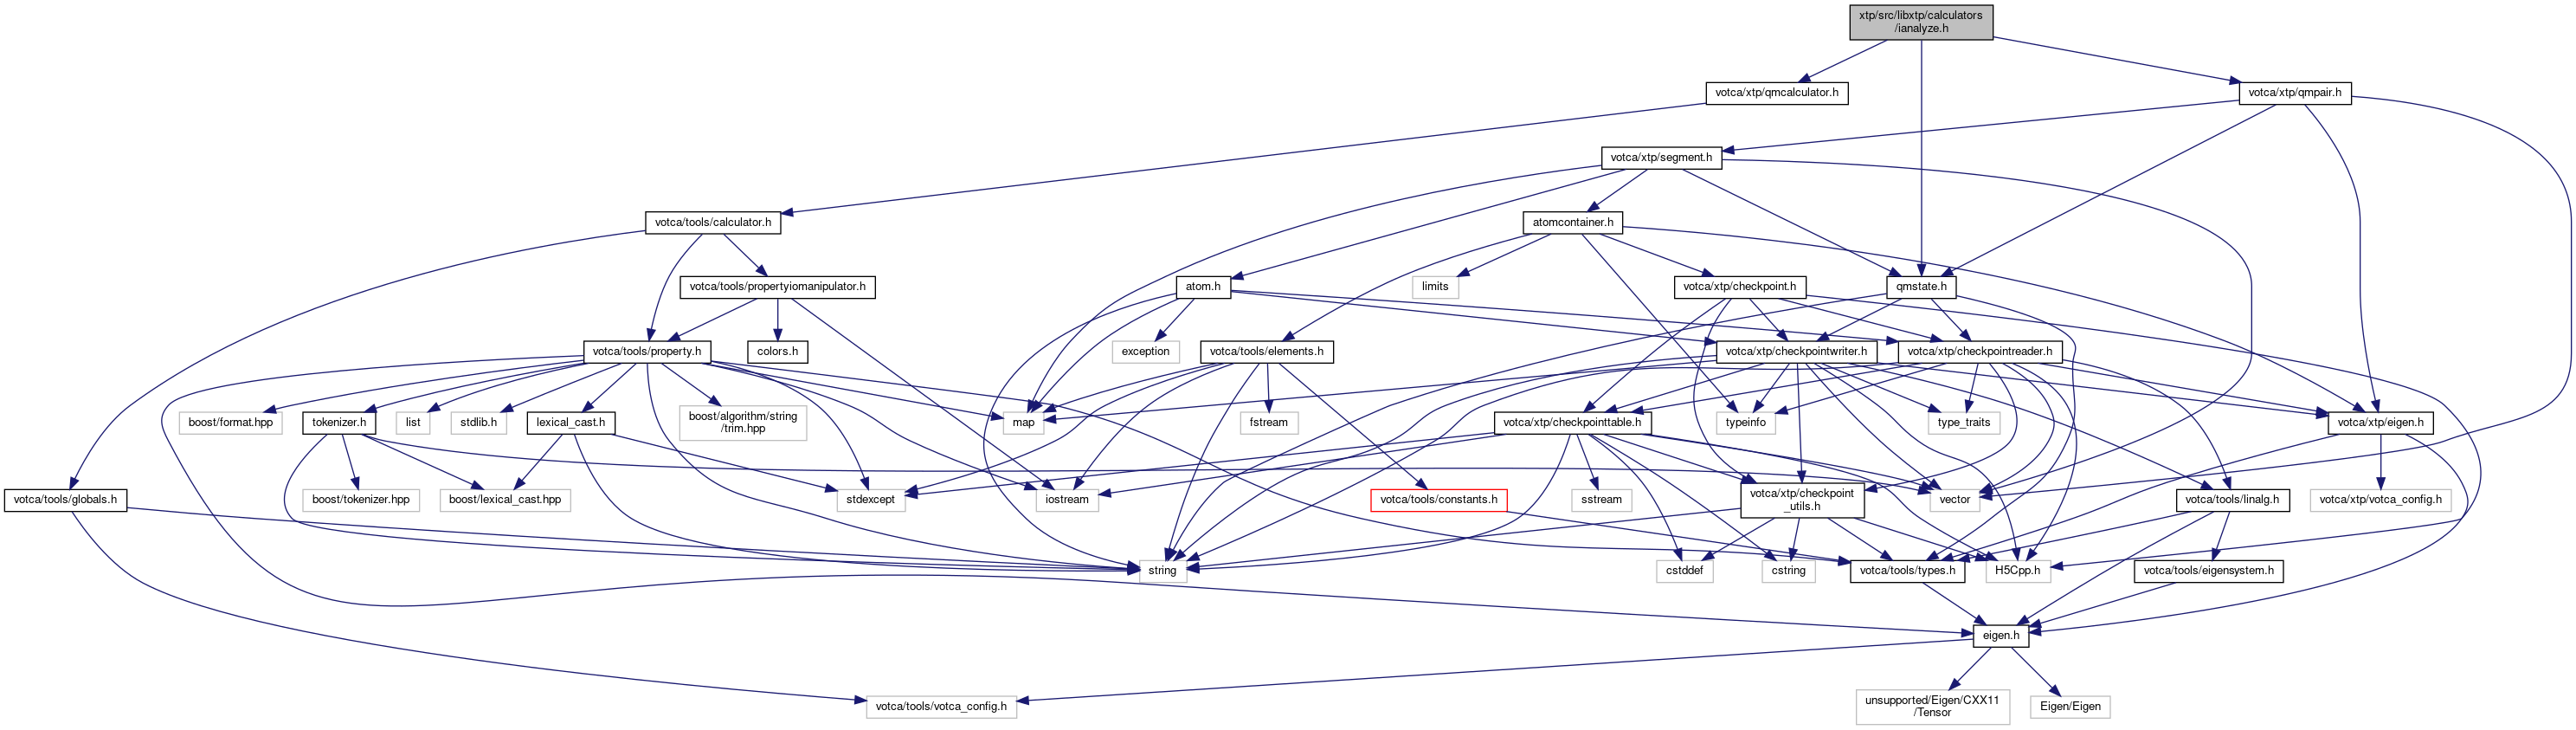 xtp/src/libxtp/calculators
/ianalyze.h
votca/xtp/qmcalculator.h
votca/xtp/qmpair.h
votca/xtp/segment.h
votca/tools/calculator.h
atomcontainer.h
votca/tools/propertyiomanipulator.h
atom.h
limits
votca/xtp/checkpoint.h
qmstate.h
votca/tools/property.h
colors.h
exception
votca/tools/elements.h
votca/xtp/checkpointwriter.h
votca/xtp/checkpointreader.h
boost/format.hpp
tokenizer.h
list
stdlib.h
lexical_cast.h
boost/algorithm/string
/trim.hpp
map
fstream
votca/xtp/checkpointtable.h
typeinfo
type_traits
votca/xtp/eigen.h
votca/tools/globals.h
boost/tokenizer.hpp
boost/lexical_cast.hpp
stdexcept
iostream
votca/tools/constants.h
sstream
votca/xtp/checkpoint
_utils.h
vector
votca/tools/linalg.h
votca/xtp/votca_config.h
string
cstddef
cstring
votca/tools/types.h
H5Cpp.h
votca/tools/eigensystem.h
eigen.h
votca/tools/votca_config.h
unsupported/Eigen/CXX11
/Tensor
Eigen/Eigen